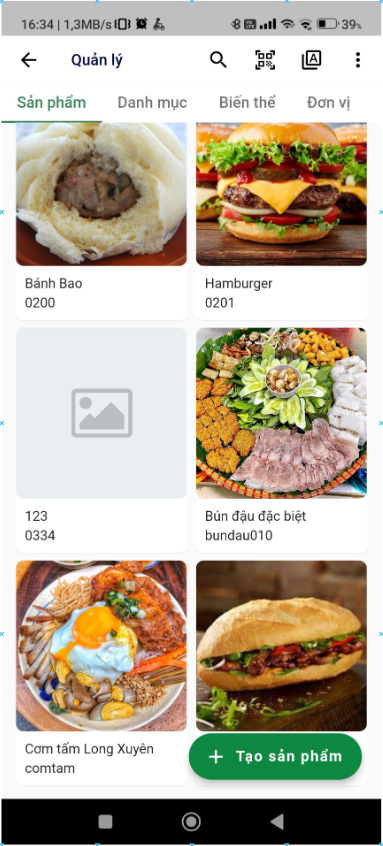 16:34 | 1,3MB/s
39%
Quản lý
A
Sản phẩm Danh mục Biến thể Đơn vị
Bánh Bao
0200
Hamburger
0201
123
0334
Bún đậu đặc biệt
bundau010
Cơm tấm Long Xuyên
comtam
+ Tạo sản phẩm